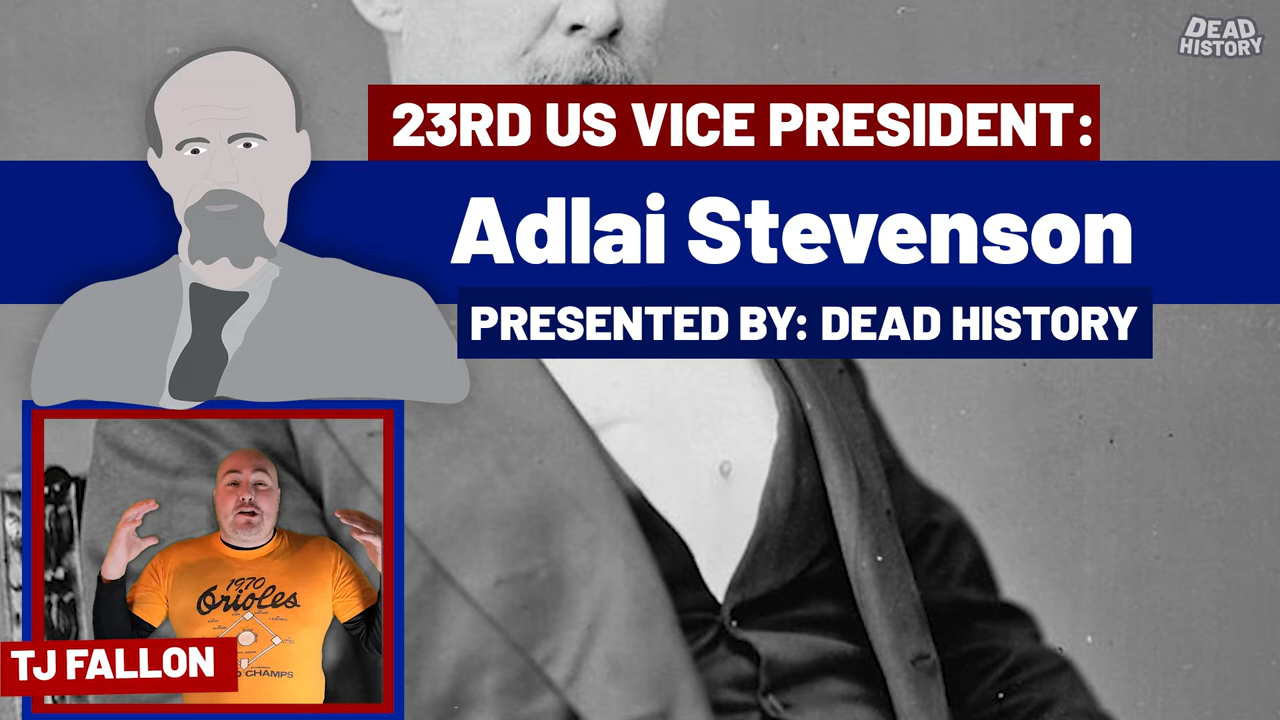 DEAD
HISTORY
23RD US VICE PRESIDENT:
Adlai Stevenson
PRESENTED BY: DEAD HISTORY
1970
Orioles
CHAMPS
TJ FALLON